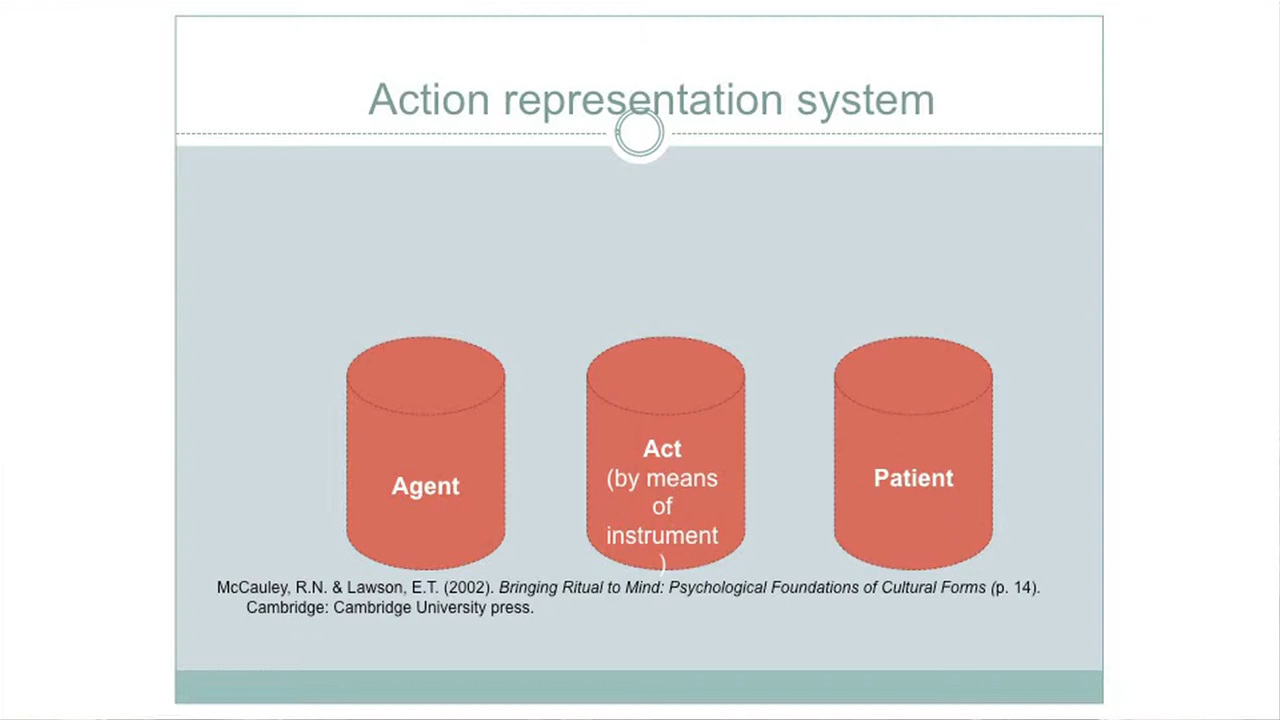 Action representation system
Agent
Act
(by means
of
instrument
)
Patient
McCauley, R.N. & Lawson, E.T. (2002). Bringing Ritual to Mind: Psychological Foundations of Cultural Forms (p. 14).
Cambridge: Cambridge University press.